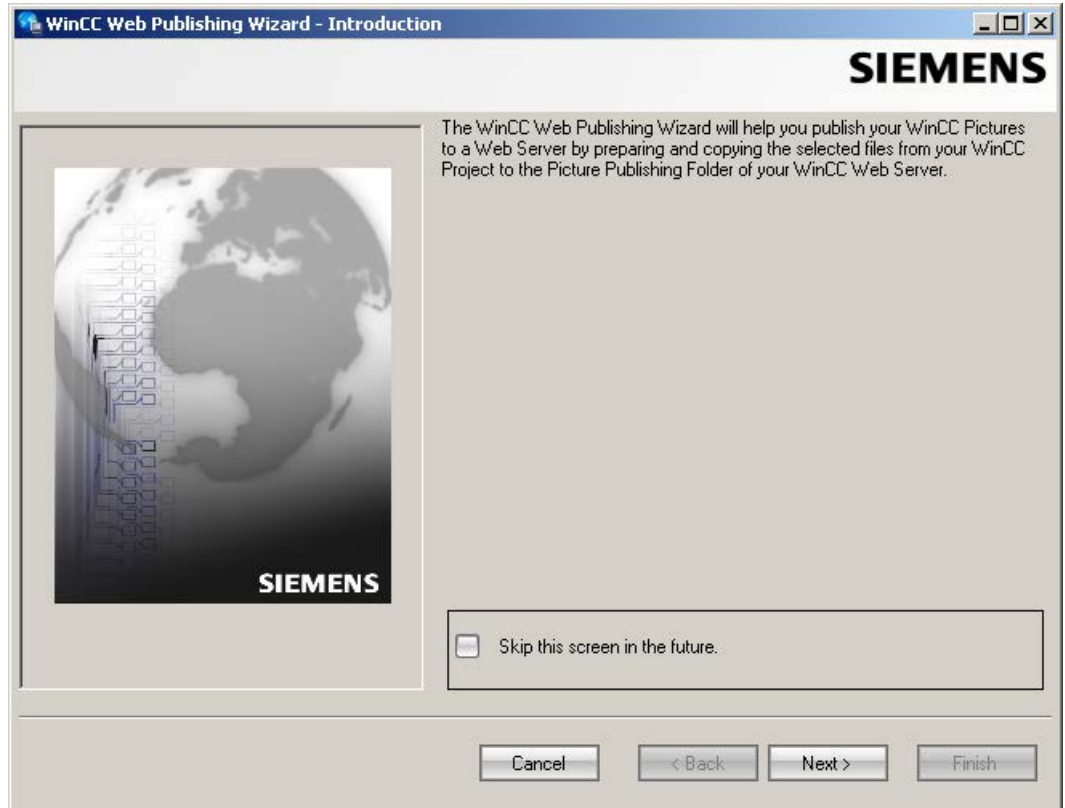 WinCC Web Publishing Wizard - Introduction
SIEMENS
The WinCC Web Publishing Wizard will help you publish your WinCC Pictures
to a Web Server by preparing and copying the selected files from your WinCC
Project to the Picture Publishing Folder of your WinCC Web Server.
SIEMENS
Skip this screen in the future.
Cancel < Back Next > Finish